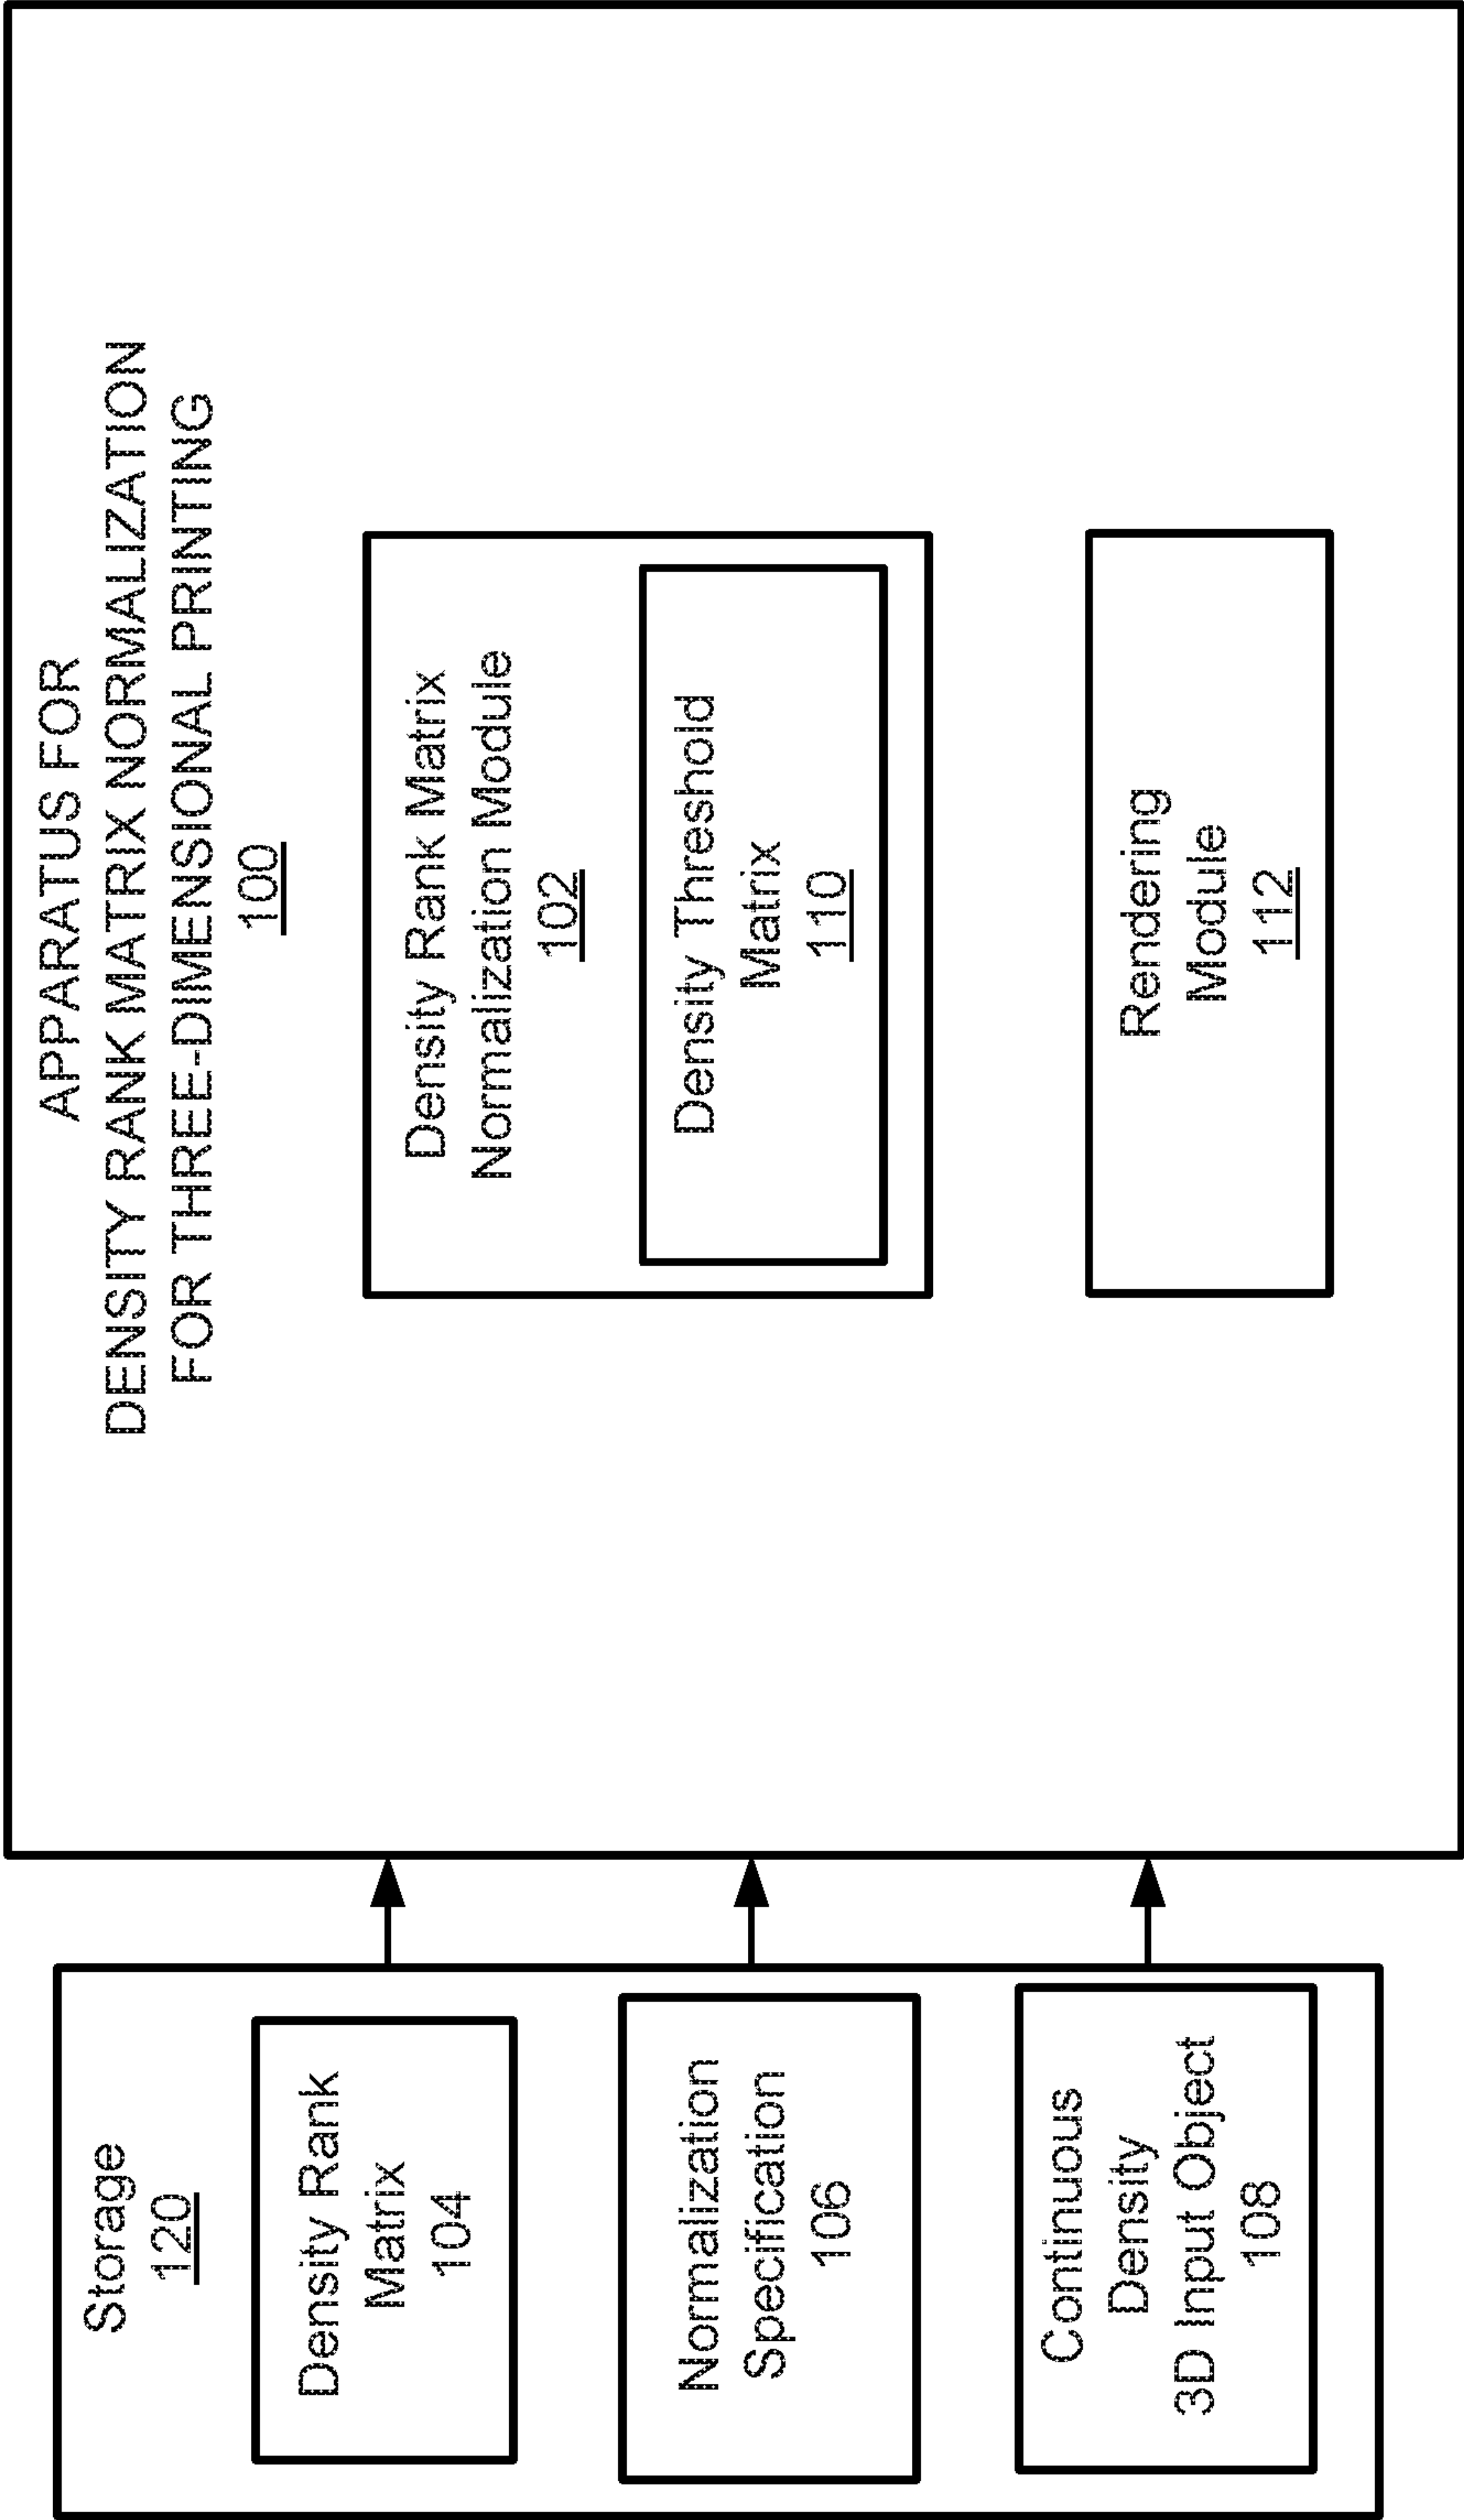 Storage
120
Density Rank
Matrix
104
Normalization
Specification
106
Continuous
Density
3D Input Object
108
APPARATUS FOR
DENSITY RANK MATRIX NORMALIZATION
FOR THREE-DIMENSIONAL PRINTING
100
Density Rank Matrix
Normalization Module
102
Density Threshold
Matrix
110
Rendering
Module
112